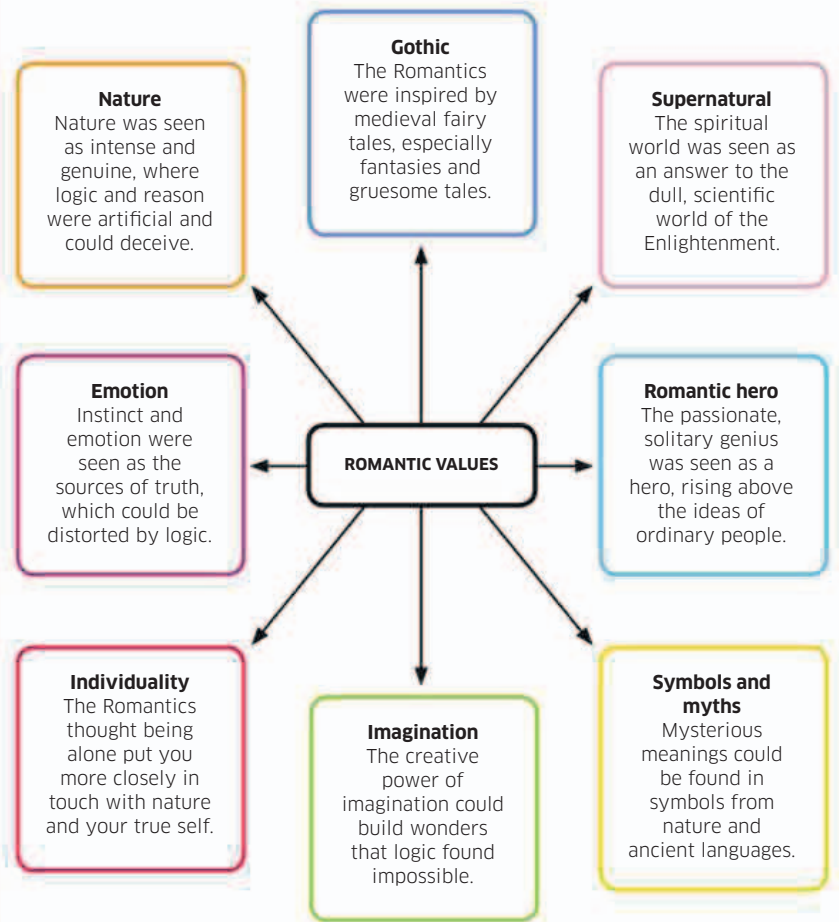 Gothic
The Romantics
were inspired by
medieval fairy
tales, especially
fantasies and
gruesome tales.
Nature
Nature was seen
as intense and
genuine, where
logic and reason
were artificial and
could deceive.
Supernatural
The spiritual
world was seen as
an answer to the
dull, scientific
world of the
Enlightenment.
Emotion
Instinct and
emotion were
seen as the
sources of truth,
which could be
distorted by logic.
ROMANTIC VALUES
Romantic hero
The passionate,
solitary genius
was seen as a
hero, rising above
the ideas of
ordinary people.
Individuality
The Romantics
thought being
alone put you
more closely in
touch with nature
and your true self.
Imagination
The creative
power of
imagination could
build wonders
that logic found
impossible.
Symbols and
myths
Mysterious
meanings could
be found in
symbols from
nature and
ancient languages.